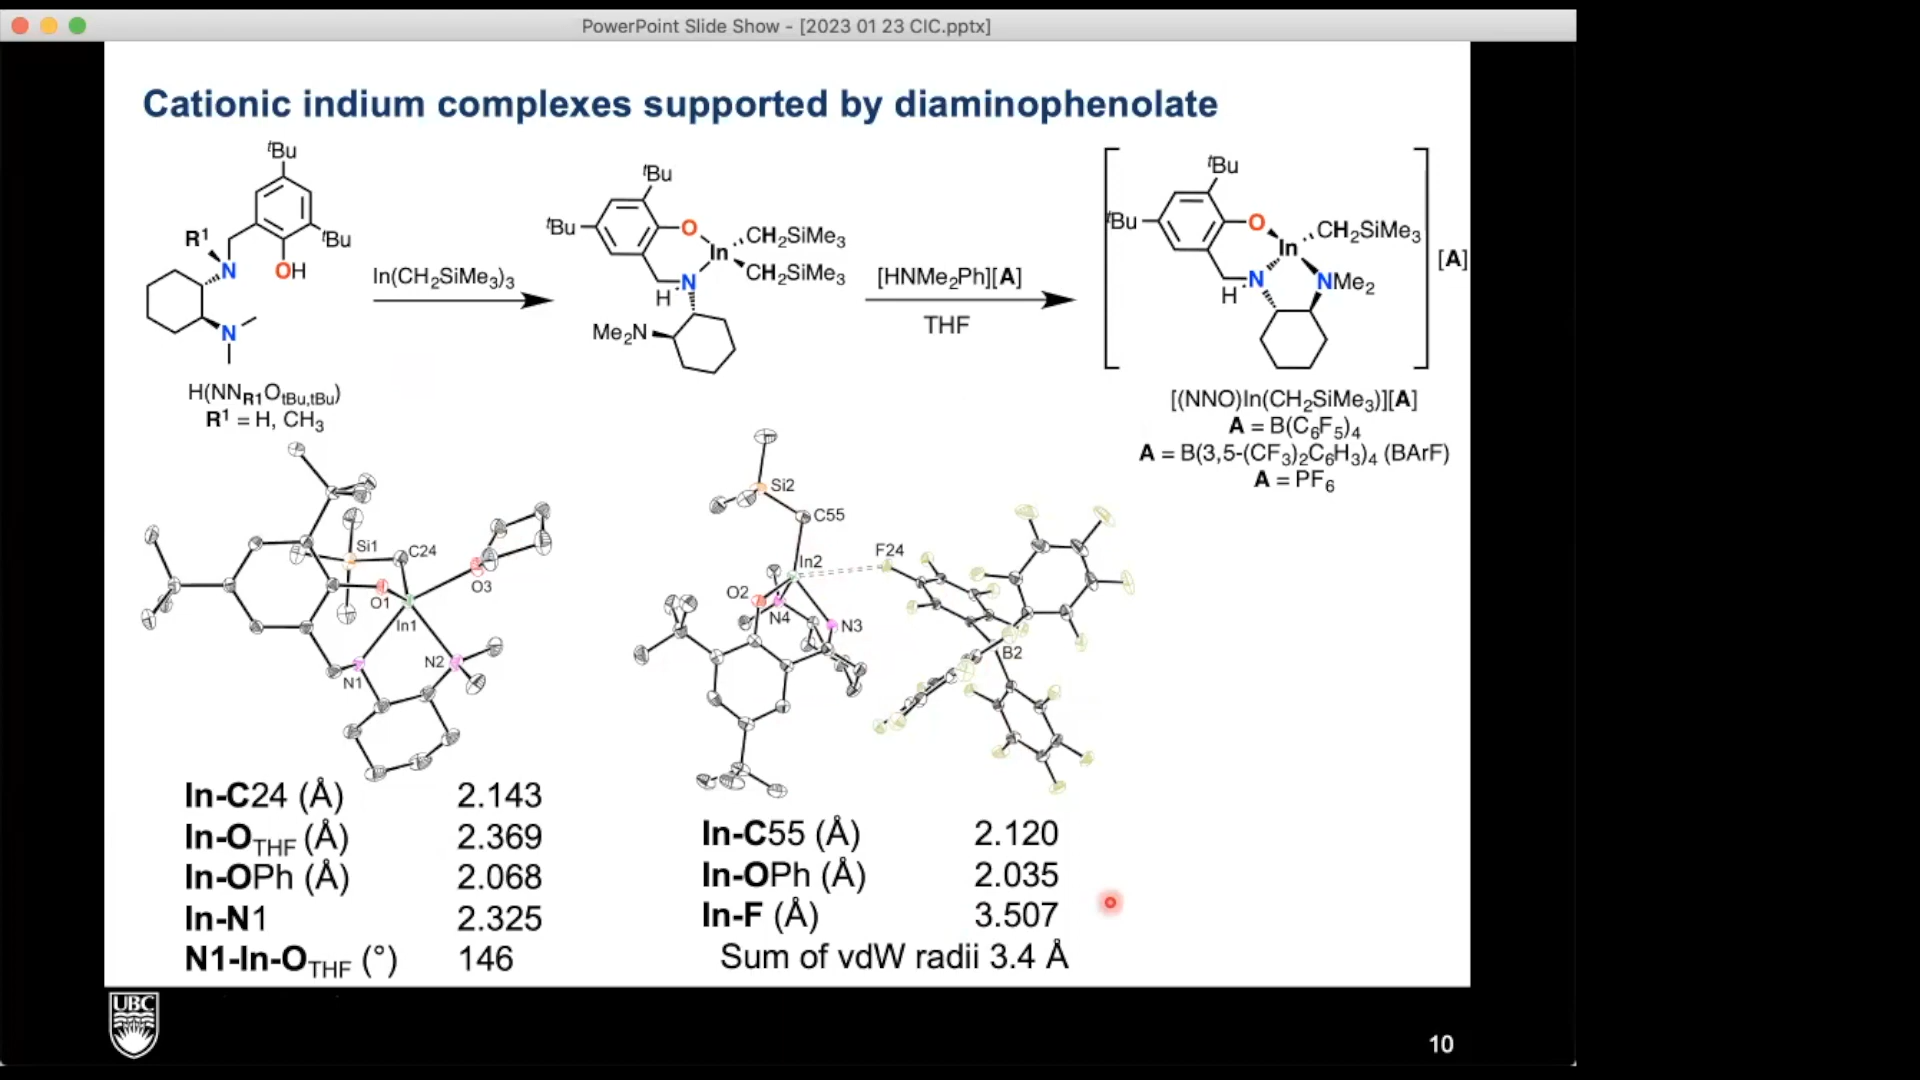 PowerPoint Slide Show - [2023 01 23 CIC.pptx]
Cationic indium complexes supported by diaminophenolate
tBu
R1
N
tBu
OH
N
H(NNR1OtBu,tBu)
R1 = H, CH3
In(CH2SiMe3)3
tBu
tBu
O
In
CH2SiMe3
CH2SiMe3
H
N
Me2N
[HNMe2Ph][A]
THF
tBu
tBu
O
In
CH2SiMe3
[A]
H
N
NMe2
[(NNO)In(CH2SiMe3)][A]
A = B(C6F5)4
A = B(3,5-(CF3)2C6H3)4 (BArF)
A = PF6
Si1
C24
O1
O3
In1
N1
N2
Si2
C55
In2
F24
O2
N4
N3
B2
In-C24 (Å) 2.143
In-OTHF (Å) 2.369
In-OPh (Å) 2.068
In-N1 2.325
N1-In-OTHF (°) 146
In-C55 (Å) 2.120
In-OPh (Å) 2.035
In-F (Å) 3.507
Sum of vdW radii 3.4 Å
UBC
10